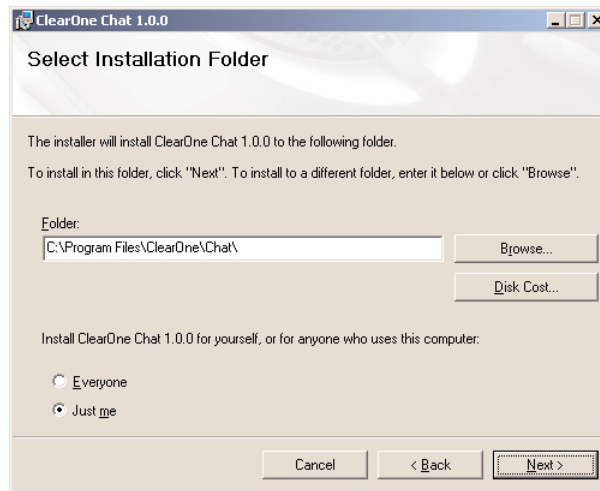 ClearOne Chat 1.0.0
Select Installation Folder
The installer will install ClearOne Chat 1.0.0 to the following folder.
To install in this folder, click "Next". To install to a different folder, enter it below or click "Browse".
Folder:
C:\Program Files\ClearOne\Chat\
Browse...
Disk Cost...
Install ClearOne Chat 1.0.0 for yourself, or for anyone who uses this computer:
Everyone
Just me
Cancel
< Back
Next >